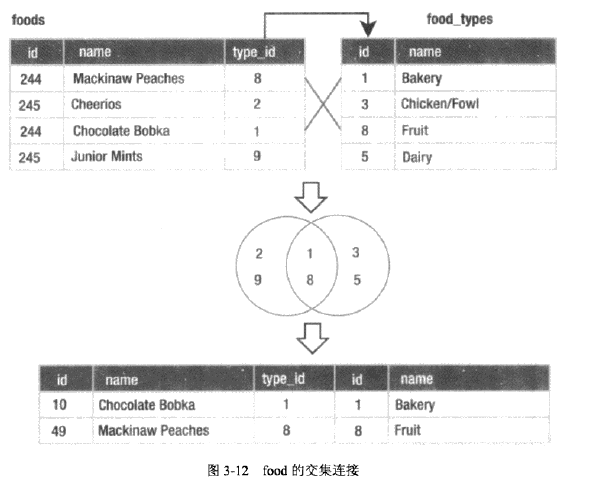 foods food_types
id name type_id id name
244 Mackinaw Peaches 8 1 Bakery
245 Cheerios 2 3 Chicken/Fowl
244 Chocolate Bobka 1 8 Fruit
245 Junior Mints 9 5 Dairy
2 1 3
9 8 5
id name type_id id name
10 Chocolate Bobka 1 1 Bakery
49 Mackinaw Peaches 8 8 Fruit
图 3-12 food 的交集连接